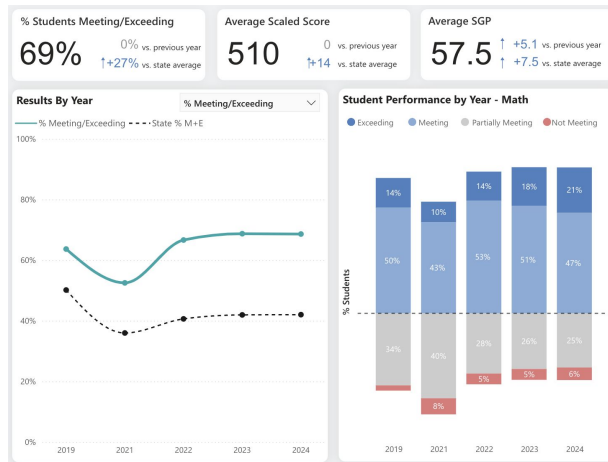 % Students Meeting/Exceeding
69%
0% vs. previous year
↑+27% vs. state average
Average Scaled Score
510
0 vs. previous year
↑+14 vs. state average
Average SGP
57.5
↑ +5.1 vs. previous year
↑ +7.5 vs. state average
Results By Year
% Meeting/Exceeding
% Meeting/Exceeding
State % M+E
100%
80%
60%
40%
20%
0%
2019 2021 2022 2023 2024
Student Performance by Year - Math
Exceeding Meeting Partially Meeting Not Meeting
% Students
14% 10% 14% 18% 21%
50% 43% 53% 51% 47%
34% 40% 28% 26% 25%
8% 5% 5% 6%
2019 2021 2022 2023 2024